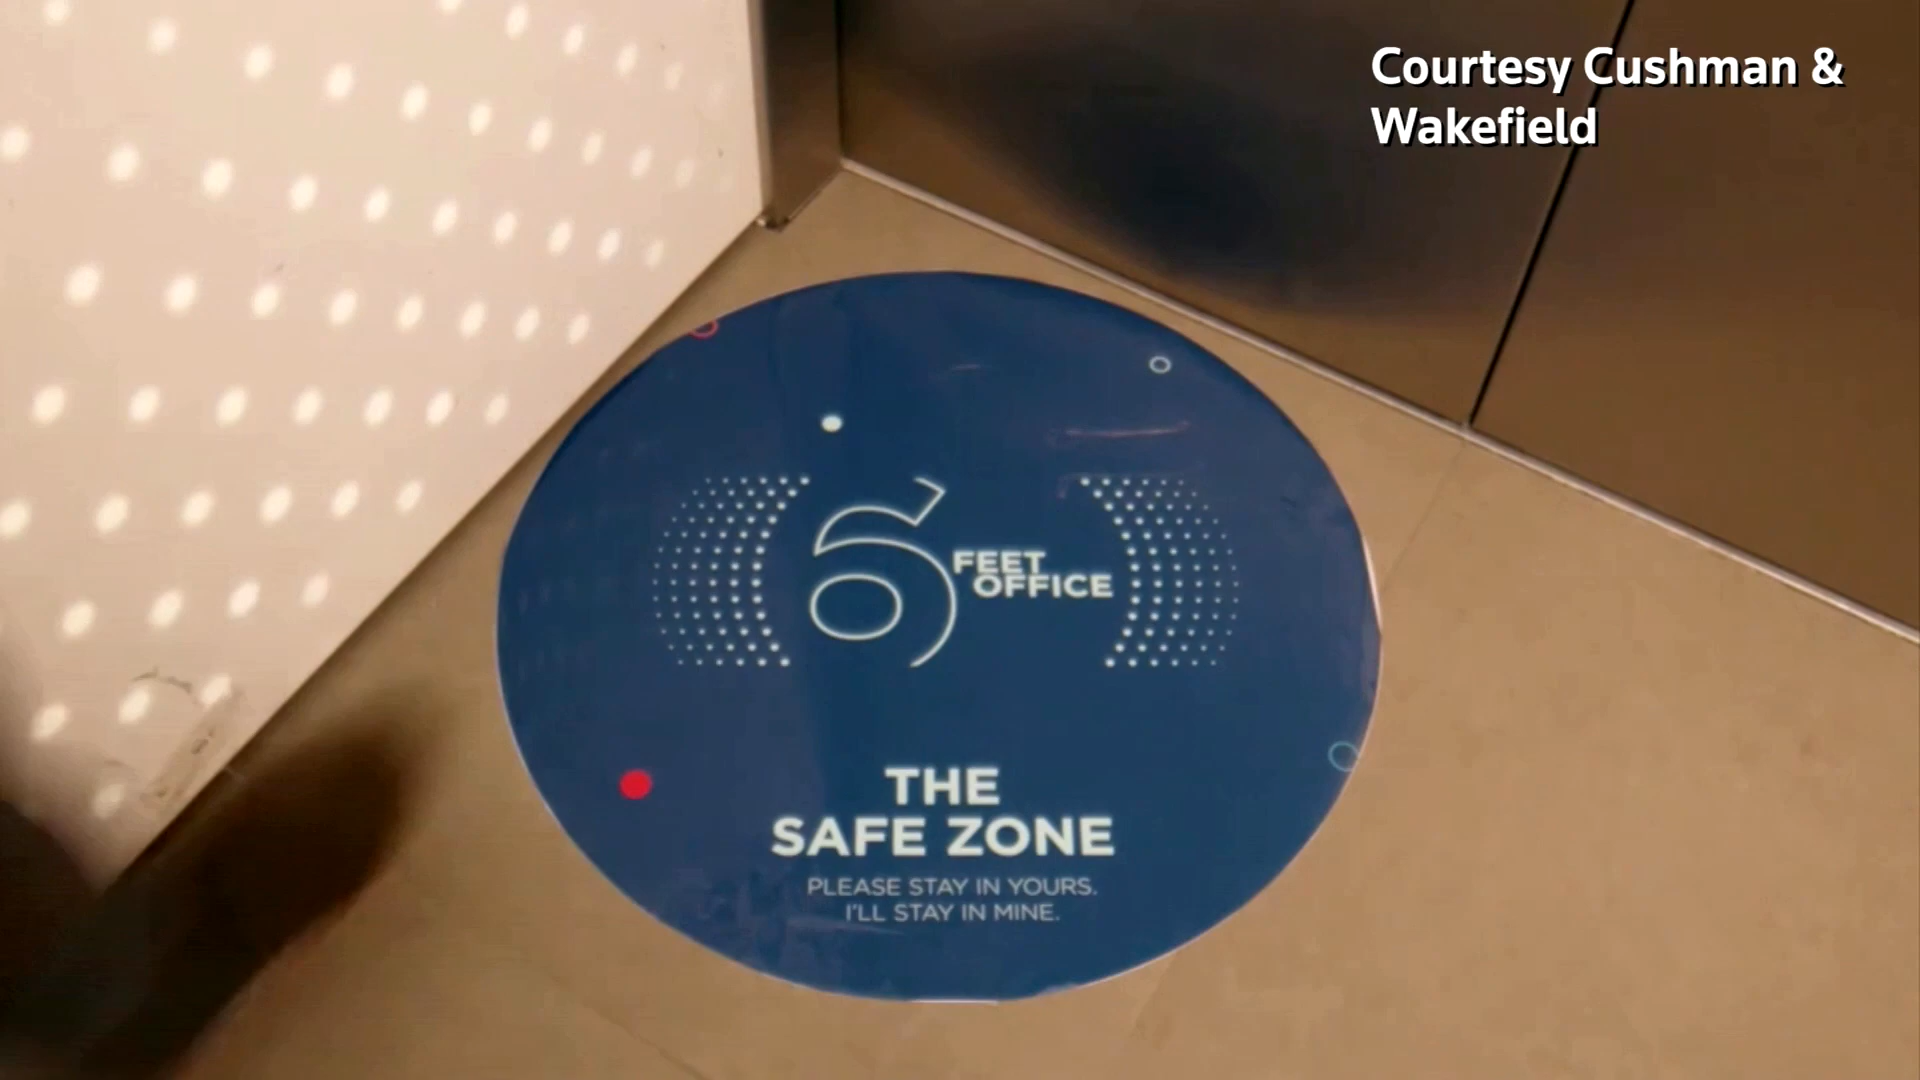 Courtesy Cushman &
Wakefield
6 FEET
OFFICE
THE
SAFE ZONE
PLEASE STAY IN YOURS.
I'LL STAY IN MINE.